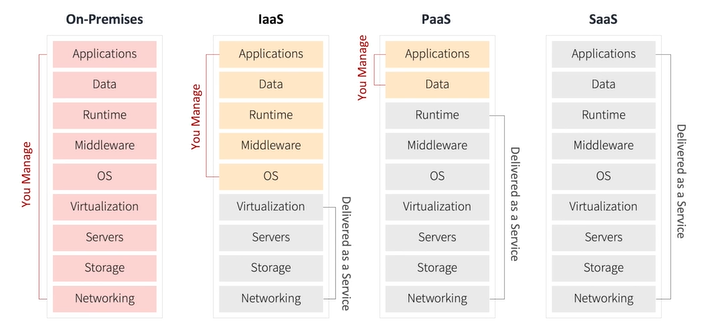 On-Premises
IaaS
PaaS
SaaS
You Manage
Applications
Data
Runtime
Middleware
OS
Virtualization
Servers
Storage
Networking
You Manage
Applications
Data
Runtime
Middleware
OS
Virtualization
Servers
Storage
Networking
Delivered as a Service
You Manage
Applications
Data
Runtime
Middleware
OS
Virtualization
Servers
Storage
Networking
Delivered as a Service
Applications
Data
Runtime
Middleware
OS
Virtualization
Servers
Storage
Networking
Delivered as a Service